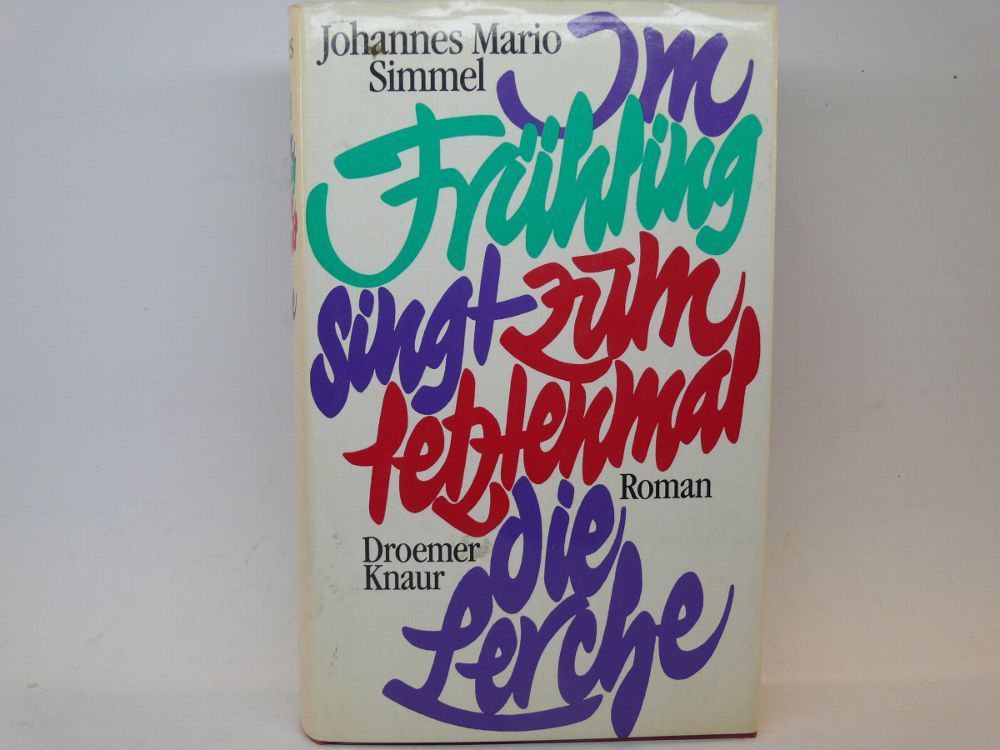 Johannes Mario
Simmel
Im
Frühling
singt zum
letztenmal
die
Lerche
Roman
Droemer
Knaur